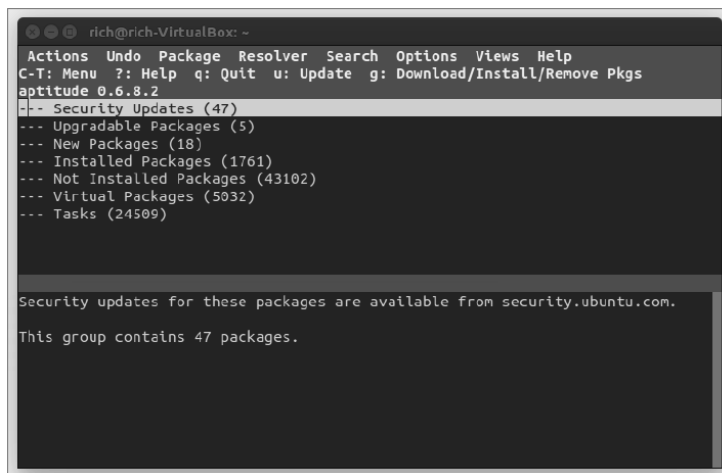 rich@rich-VirtualBox: ~
Actions Undo Package Resolver Search Options Views Help
C-T: Menu ?: Help q: Quit u: Update g: Download/Install/Remove Pkgs
aptitude 0.6.8.2
--- Security Updates (47)
--- Upgradable Packages (5)
--- New Packages (18)
--- Installed Packages (1761)
--- Not Installed Packages (43102)
--- Virtual Packages (5032)
--- Tasks (24509)
Security updates for these packages are available from security.ubuntu.com.
This group contains 47 packages.